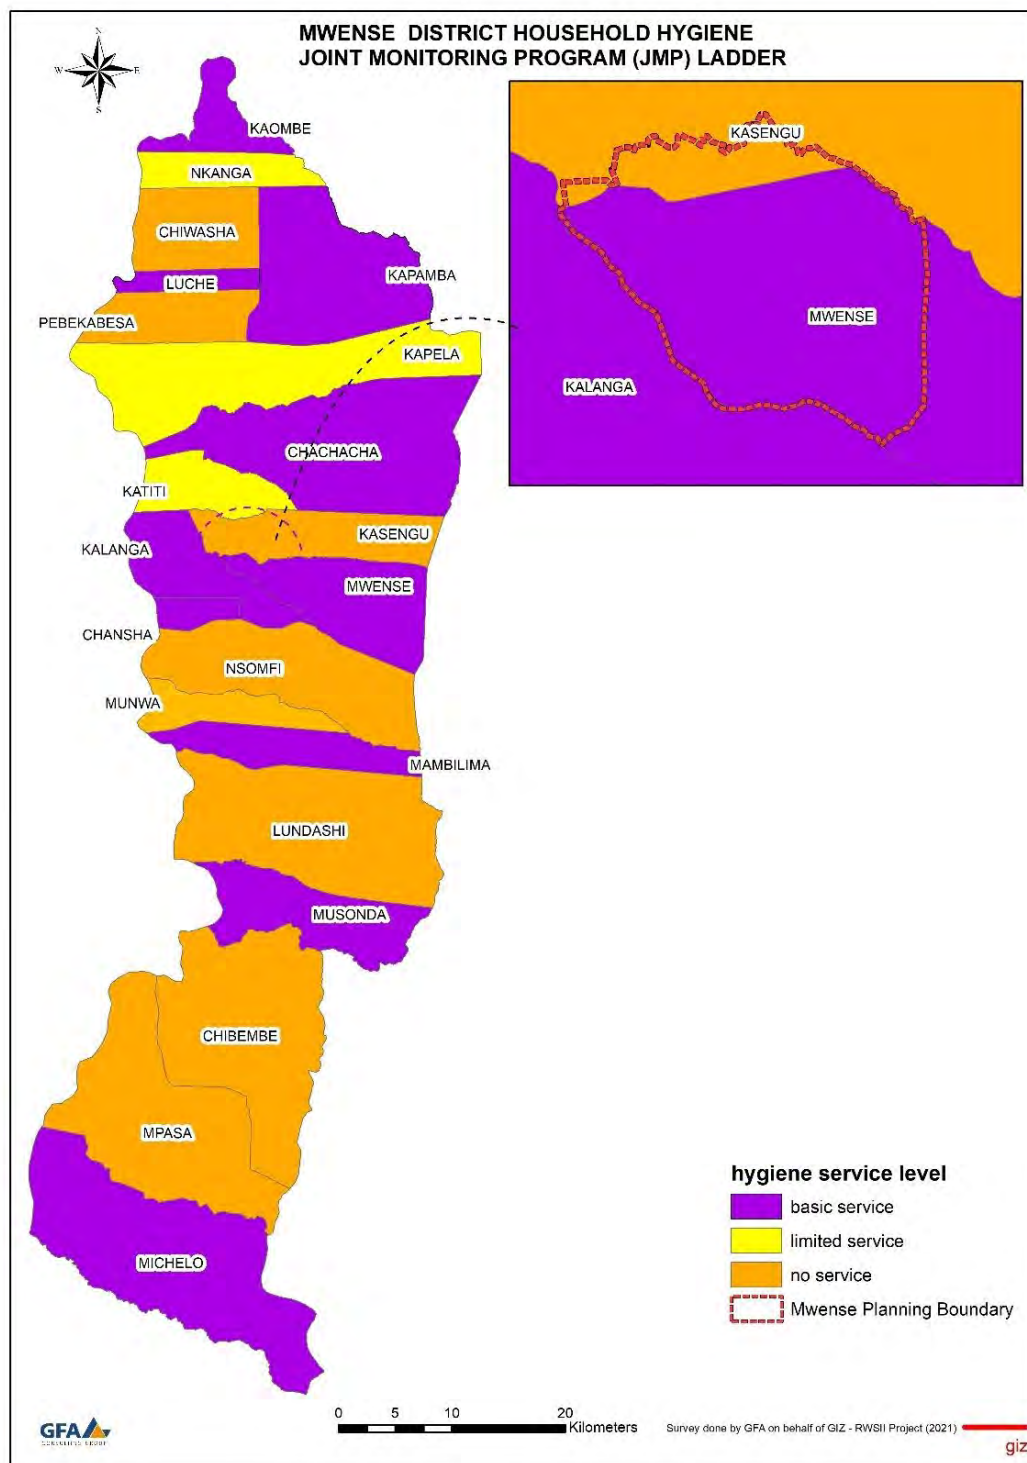 MWENSE DISTRICT HOUSEHOLD HYGIENE
JOINT MONITORING PROGRAM (JMP) LADDER
N
W
E
S
KAOMBE
NKANGA
CHIWASHA
KAPAMBA
LUCHE
PEBEKABESA
KAPELA
CHACHACHA
KATITI
KASENGU
KALANGA
MWENSE
CHANSHA
NSOMFI
MUNWA
MAMBILIMA
LUNDASHI
MUSONDA
CHIBEMBE
MPASA
MICHELO
KASENGU
MWENSE
KALANGA
hygiene service level
basic service
limited service
no service
Mwense Planning Boundary
GFA
CONSULTING GROUP
0 5 10 20
Kilometers
Survey done by GFA on behalf of GIZ - RWSII Project (2021)
giz